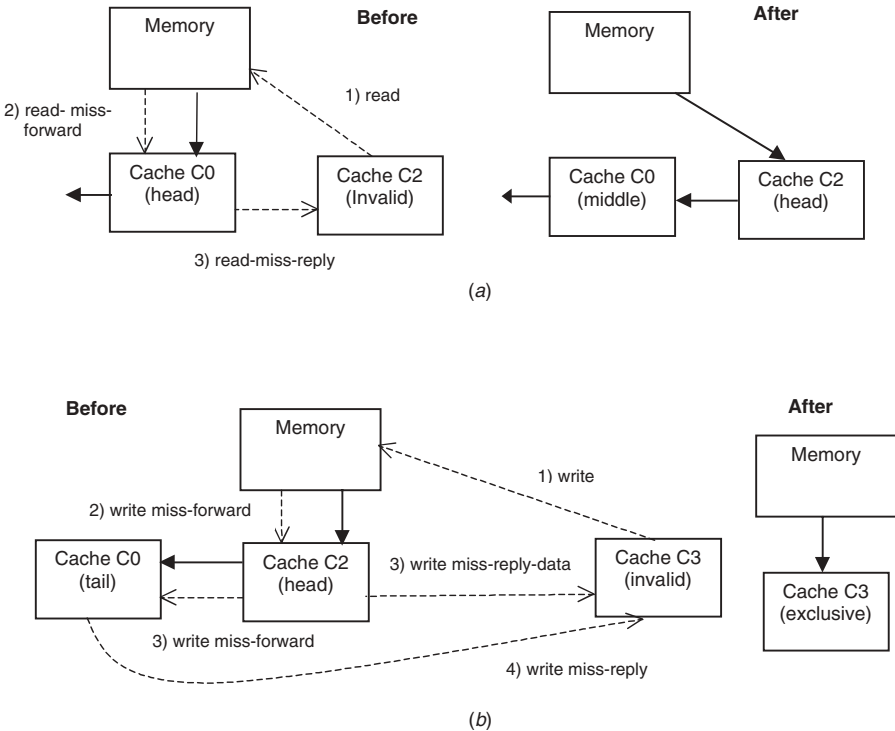 Before
After
Memory
Memory
1) read
2) read- miss-
forward
Cache C0
(head)
Cache C2
(Invalid)
Cache C0
(middle)
Cache C2
(head)
3) read-miss-reply
(a)
Before
After
Memory
Memory
1) write
2) write miss-forward
Cache C0
(tail)
Cache C2
(head)
3) write miss-reply-data
Cache C3
(invalid)
Cache C3
(exclusive)
3) write miss-forward
4) write miss-reply
(b)